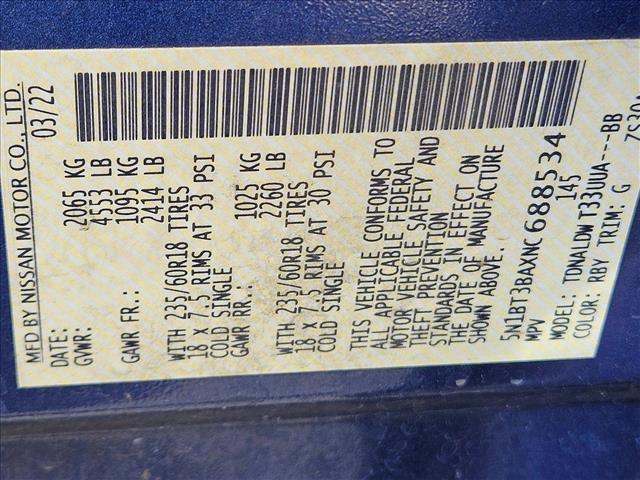 MFD BY NISSAN MOTOR CO., LTD.
DATE: 03/22
GVWR: 2065 KG
4553 LB
GAWR FR.: 1095 KG
2414 LB
WITH 235/60R18 TIRES
18 X 7.5 RIMS AT 33 PSI
COLD SINGLE
GAWR RR.: 1025 KG
2260 LB
WITH 235/60R18 TIRES
18 X 7.5 RIMS AT 30 PSI
COLD SINGLE
THIS VEHICLE CONFORMS TO
ALL APPLICABLE FEDERAL
MOTOR VEHICLE SAFETY AND
THEFT PREVENTION
STANDARDS IN EFFECT ON
THE DATE OF MANUFACTURE
SHOWN ABOVE.
5N1BT3BAXNC688534
MPV 145
MODEL: TDNALDWT33UUA---BB
COLOR: RBY TRIM: G